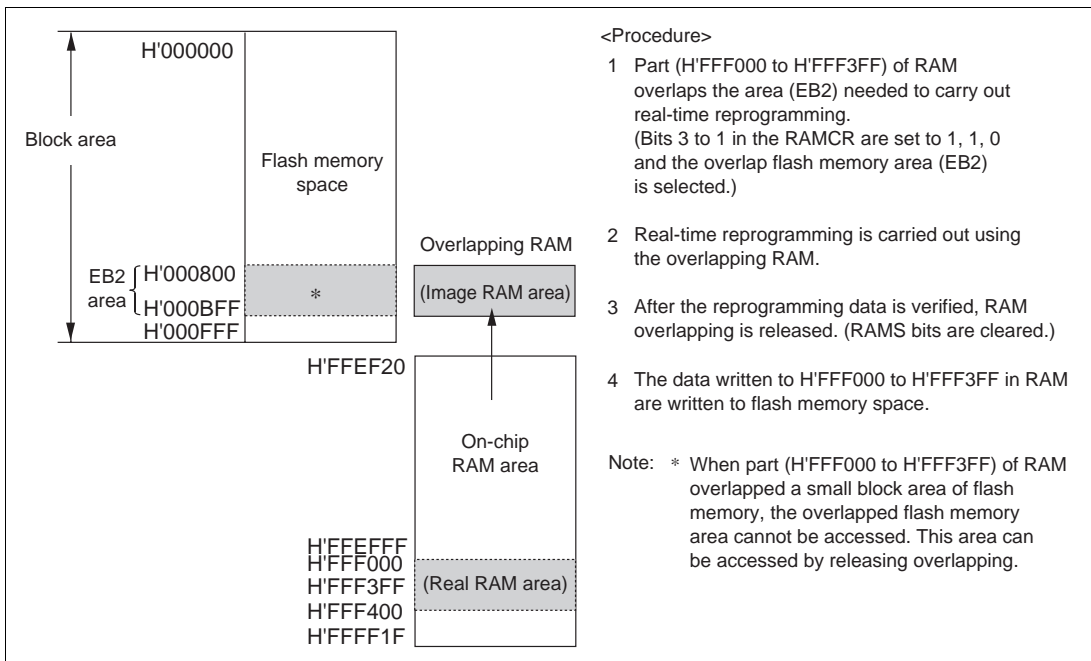 H'000000
Block area
Flash memory
space
EB2
area
H'000800
H'000BFF
H'000FFF
*
Overlapping RAM
(Image RAM area)
H'FFEF20
On-chip
RAM area
H'FFEFFF
H'FFF000
H'FFF3FF
H'FFF400
H'FFFF1F
(Real RAM area)
<Procedure>
1 Part (H'FFF000 to H'FFF3FF) of RAM
overlaps the area (EB2) needed to carry out
real-time reprogramming.
(Bits 3 to 1 in the RAMCR are set to 1, 1, 0
and the overlap flash memory area (EB2)
is selected.)
2 Real-time reprogramming is carried out using
the overlapping RAM.
3 After the reprogramming data is verified, RAM
overlapping is released. (RAMS bits are cleared.)
4 The data written to H'FFF000 to H'FFF3FF in RAM
are written to flash memory space.
Note: * When part (H'FFF000 to H'FFF3FF) of RAM
overlapped a small block area of flash
memory, the overlapped flash memory
area cannot be accessed. This area can
be accessed by releasing overlapping.